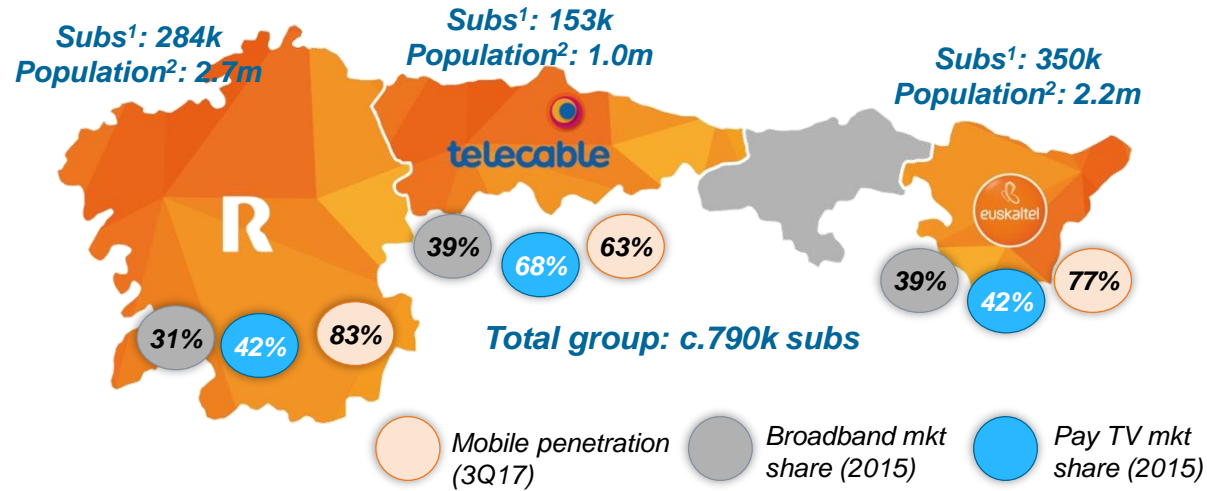 Subs¹: 284k
Population²: 2.7m
Subs¹: 153k
Population²: 1.0m
Subs¹: 350k
Population²: 2.2m
telecable
R
euskaltel
39%
68%
63%
39%
42%
77%
31%
42%
83%
Total group: c.790k subs
Mobile penetration
(3Q17)
Broadband mkt
share (2015)
Pay TV mkt
share (2015)